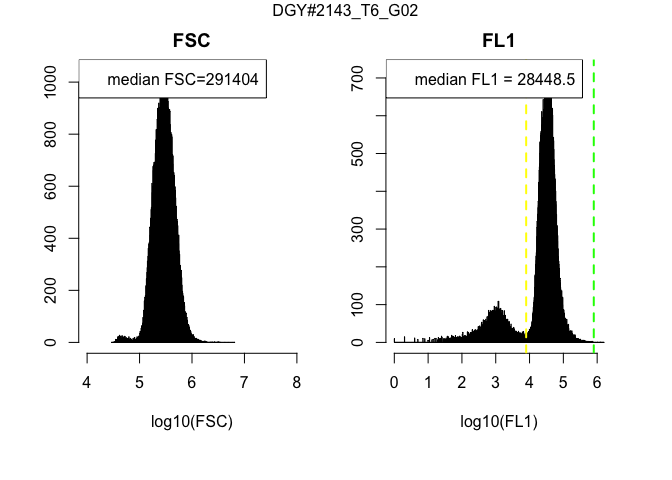 DGY#2143_T6_G02
FSC
median FSC=291404
0
200
400
600
800
1000
4 5 6 7 8
log10(FSC)
FL1
median FL1 = 28448.5
0
100
300
500
700
0 1 2 3 4 5 6
log10(FL1)